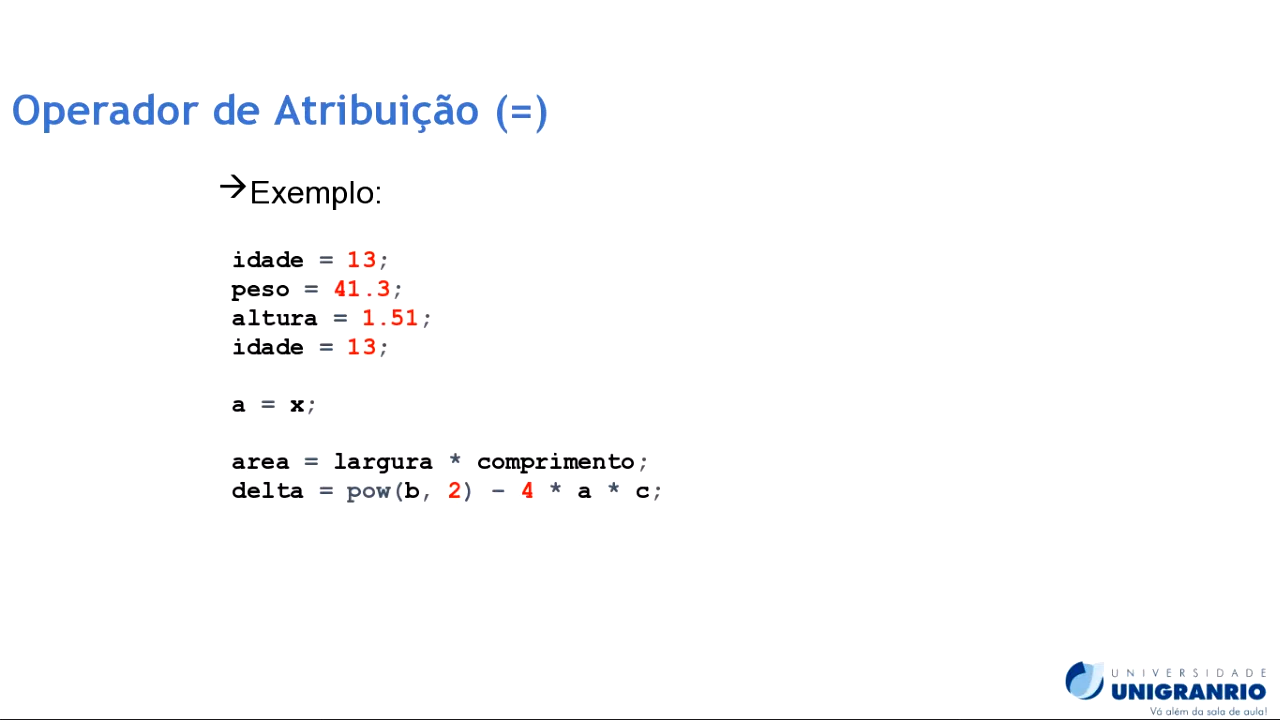 Operador de Atribuição (=)
→Exemplo:
idade = 13;
peso = 41.3;
altura = 1.51;
idade = 13;
a = x;
area = largura * comprimento;
delta = pow(b, 2) - 4 * a * c;
UNIVERSIDADE
UNIGRANRIO
Vá além da sala de aula!